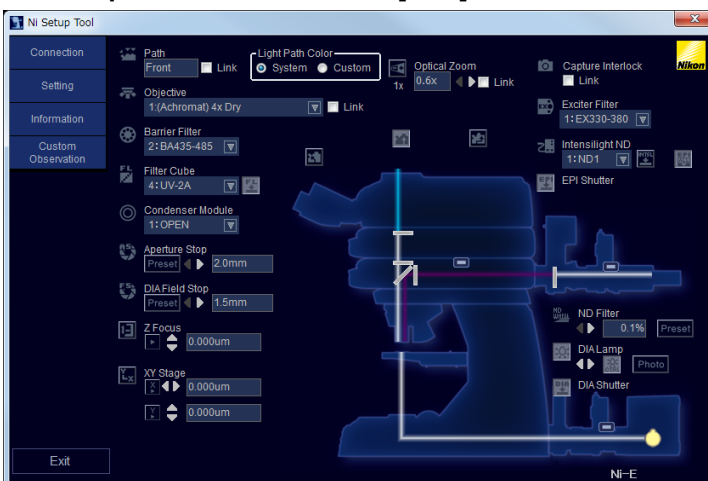 Ni Setup Tool
Connection
Setting
Information
Custom
Observation
Exit
Path
Front
Link
Light Path Color
System
Custom
1x
Optical Zoom
0.6x
Link
Capture Interlock
Link
Nikon
Objective
1:(Achromat) 4x Dry
Link
Exciter Filter
1:EX330-380
Barrier Filter
2:BA435-485
Intensilight ND
1:ND1
FL
Filter Cube
4:UV-2A
FL
EPI
EPI Shutter
Condenser Module
1:OPEN
Aperture Stop
Preset
2.0mm
DIA Field Stop
Preset
1.5mm
ND Filter
0.1%
Preset
Z Focus
0.000um
DIA Lamp
Photo
XY Stage
X
0.000um
DIA
DIA Shutter
Y
0.000um
Ni-E